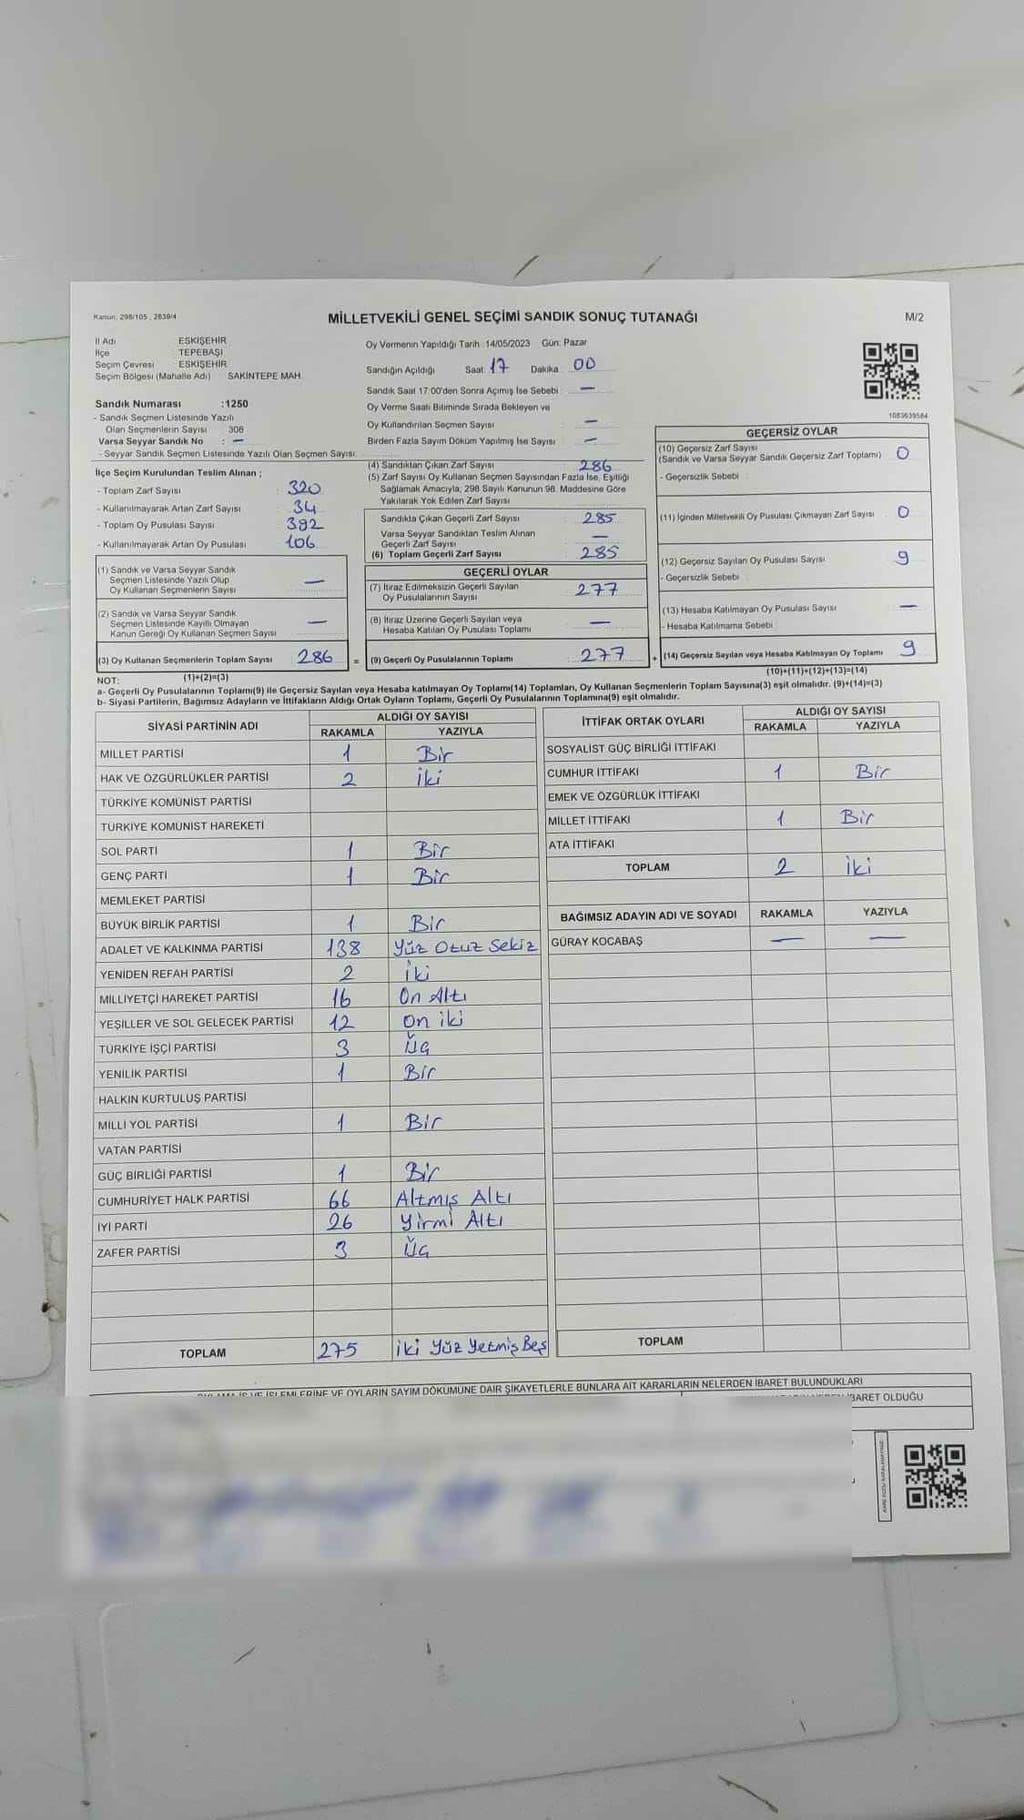 Kanun: 298/105 , 2839/4
MİLLETVEKİLİ GENEL SEÇİMİ SANDIK SONUÇ TUTANAĞI
M/2
İl Adı ESKİŞEHİR
İlçe TEPEBAŞI
Seçim Çevresi ESKİŞEHİR
Seçim Bölgesi (Mahalle Adı) SAKİNTEPE MAH.
Oy Vermenin Yapıldığı Tarih :14/05/2023 Gün: Pazar
Sandığın Açıldığı Saat: 17 Dakika: 00
Sandık Saat 17:00'den Sonra Açımış İse Sebebi : —
Oy Verme Saati Bitiminde Sırada Bekleyen ve
Oy Kullandırılan Seçmen Sayısı : —
Birden Fazla Sayım Döküm Yapılmış İse Sayısı : —
Sandık Numarası :1250
- Sandık Seçmen Listesinde Yazılı
Olan Seçmenlerin Sayısı 308
Varsa Seyyar Sandık No : —
- Seyyar Sandık Seçmen Listesinde Yazılı Olan Seçmen Sayısı:
İlçe Seçim Kurulundan Teslim Alınan ;
- Toplam Zarf Sayısı : 320
- Kullanılmayarak Artan Zarf Sayısı : 34
- Toplam Oy Pusulası Sayısı : 392
- Kullanılmayarak Artan Oy Pusulası : 106
(1) Sandık ve Varsa Seyyar Sandık
Seçmen Listesinde Yazılı Olup
Oy Kullanan Seçmenlerin Sayısı —
(2) Sandık ve Varsa Seyyar Sandık
Seçmen Listesinde Kayıtlı Olmayan
Kanun Gereği Oy Kullanan Seçmen Sayısı —
(3) Oy Kullanan Seçmenlerin Toplam Sayısı 286
(1)+(2)=(3)
(4) Sandıktan Çıkan Zarf Sayısı : 286
(5) Zarf Sayısı Oy Kullanan Seçmen Sayısından Fazla İse, Eşitliği
Sağlamak Amacıyla, 298 Sayılı Kanunun 98. Maddesine Göre
Yakılarak Yok Edilen Zarf Sayısı
Sandıkta Çıkan Geçerli Zarf Sayısı : 285
Varsa Seyyar Sandıktan Teslim Alınan
Geçerli Zarf Sayısı : —
(6) Toplam Geçerli Zarf Sayısı : 285
GEÇERLİ OYLAR
(7) İtiraz Edilmeksizin Geçerli Sayılan
Oy Pusulalarının Sayısı 277
(8) İtiraz Üzerine Geçerli Sayılan veya
Hesaba Katılan Oy Pusulası Toplamı —
= (9) Geçerli Oy Pusulalarının Toplamı 277
1083639584
GEÇERSİZ OYLAR
(10) Geçersiz Zarf Sayısı
(Sandık ve Varsa Seyyar Sandık Geçersiz Zarf Toplamı) 0
- Geçersizlik Sebebi :
(11) İçinden Milletvekili Oy Pusulası Çıkmayan Zarf Sayısı 0
(12) Geçersiz Sayılan Oy Pusulası Sayısı 9
- Geçersizlik Sebebi :
(13) Hesaba Katılmayan Oy Pusulası Sayısı —
- Hesaba Katılmama Sebebi :
+ (14) Geçersiz Sayılan veya Hesaba Katılmayan Oy Toplamı 9
(10)+(11)+(12)+(13)=(14)
NOT:
a- Geçerli Oy Pusulalarının Toplamı(9) ile Geçersiz Sayılan veya Hesaba katılmayan Oy Toplamı(14) Toplamları, Oy Kullanan Seçmenlerin Toplam Sayısına(3) eşit olmalıdır. (9)+(14)=(3)
b- Siyasi Partilerin, Bağımsız Adayların ve İttifakların Aldığı Ortak Oyların Toplamı, Geçerli Oy Pusulalarının Toplamına(9) eşit olmalıdır.
SİYASİ PARTİNİN ADI ALDIĞI OY SAYISI
RAKAMLA YAZIYLA
MİLLET PARTİSİ 1 Bir
HAK VE ÖZGÜRLÜKLER PARTİSİ 2 iki
TÜRKİYE KOMÜNİST PARTİSİ
TÜRKİYE KOMÜNİST HAREKETİ
SOL PARTİ 1 Bir
GENÇ PARTİ 1 Bir
MEMLEKET PARTİSİ
BÜYÜK BİRLİK PARTİSİ 1 Bir
ADALET VE KALKINMA PARTİSİ 138 Yüz Otuz Sekiz
YENİDEN REFAH PARTİSİ 2 iki
MİLLİYETÇİ HAREKET PARTİSİ 16 On Altı
YEŞİLLER VE SOL GELECEK PARTİSİ 12 On iki
TÜRKİYE İŞÇİ PARTİSİ 3 Üç
YENİLİK PARTİSİ 1 Bir
HALKIN KURTULUŞ PARTİSİ
MİLLİ YOL PARTİSİ 1 Bir
VATAN PARTİSİ
GÜÇ BİRLİĞİ PARTİSİ 1 Bir
CUMHURİYET HALK PARTİSİ 66 Altmış Altı
İYİ PARTİ 26 Yirmi Altı
ZAFER PARTİSİ 3 Üç
TOPLAM 275 iki Yüz Yetmiş Beş
İTTİFAK ORTAK OYLARI ALDIĞI OY SAYISI
RAKAMLA YAZIYLA
SOSYALİST GÜÇ BİRLİĞİ İTTİFAKI
CUMHUR İTTİFAKI 1 Bir
EMEK VE ÖZGÜRLÜK İTTİFAKI
MİLLET İTTİFAKI 1 Bir
ATA İTTİFAKI
TOPLAM 2 iki
BAĞIMSIZ ADAYIN ADI VE SOYADI RAKAMLA YAZIYLA
GÜRAY KOCABAŞ — —
TOPLAM
İŞLEMLERİNE VE OYLARIN SAYIM DÖKÜMÜNE DAİR ŞİKAYETLERLE BUNLARA AİT KARARLARIN NELERDEN İBARET BULUNDUKLARI
İBARET OLDUĞU